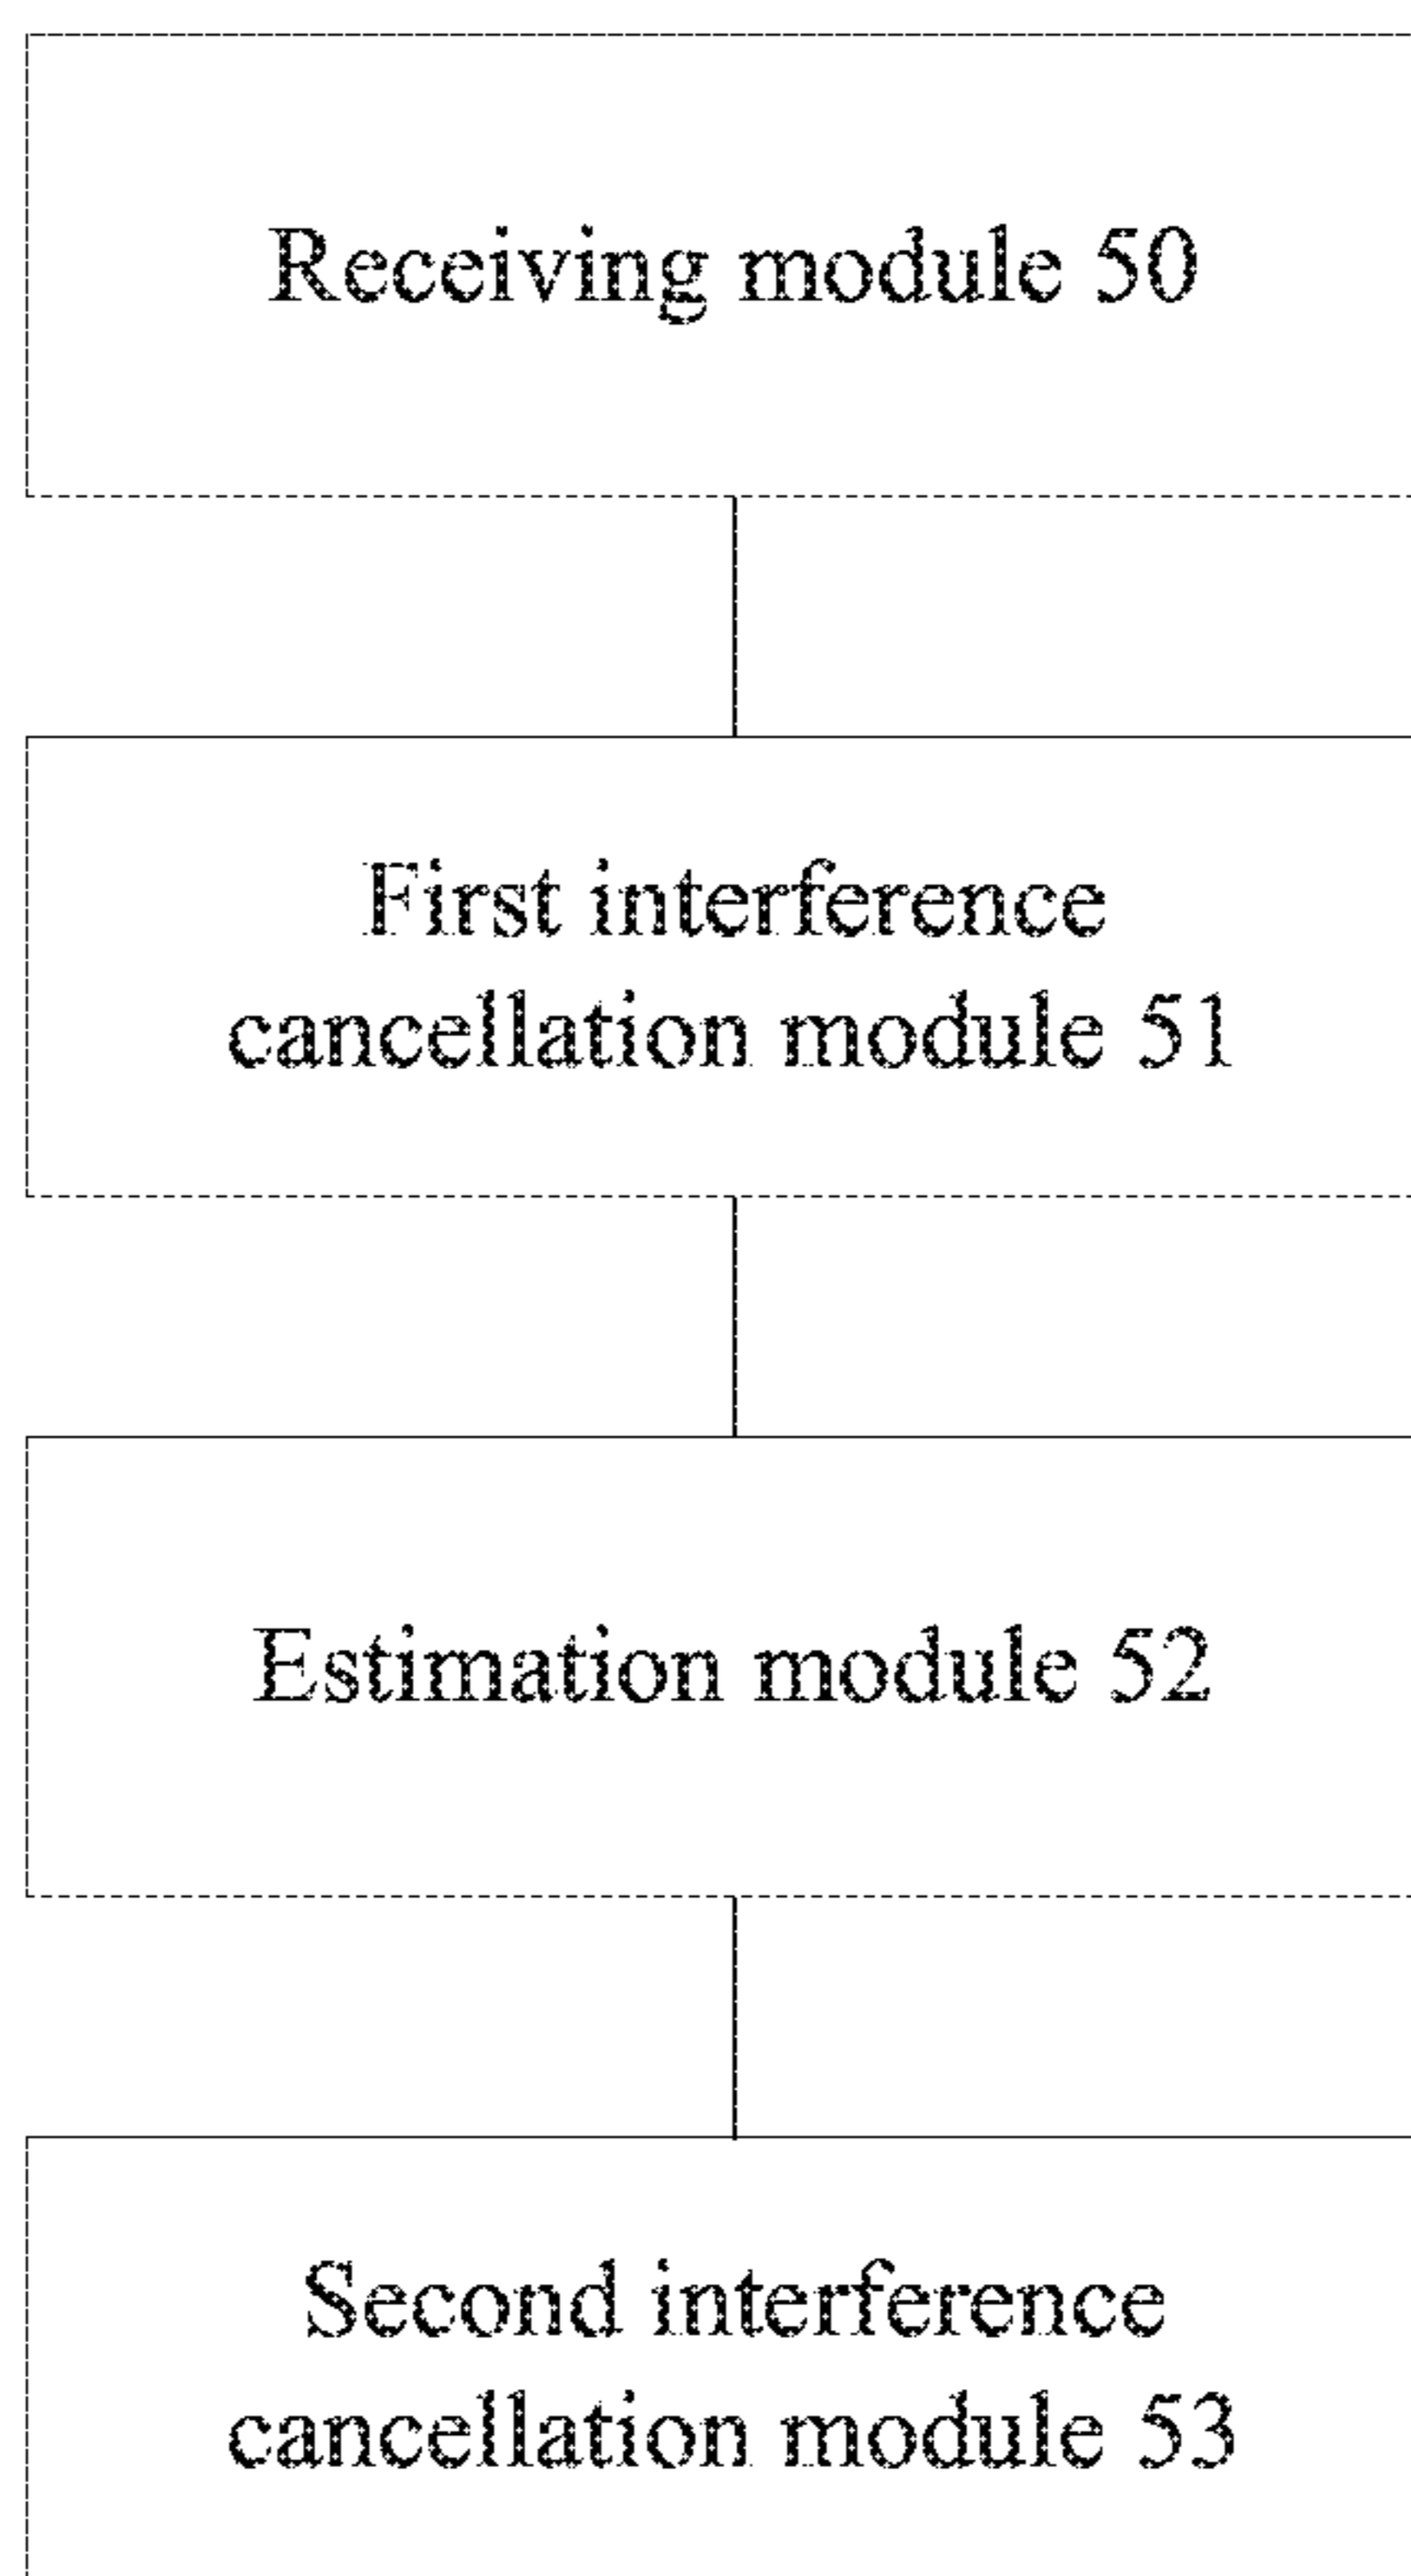 Receiving module 50
First interference
cancellation module 51
Estimation module 52
Second interference
cancellation module 53